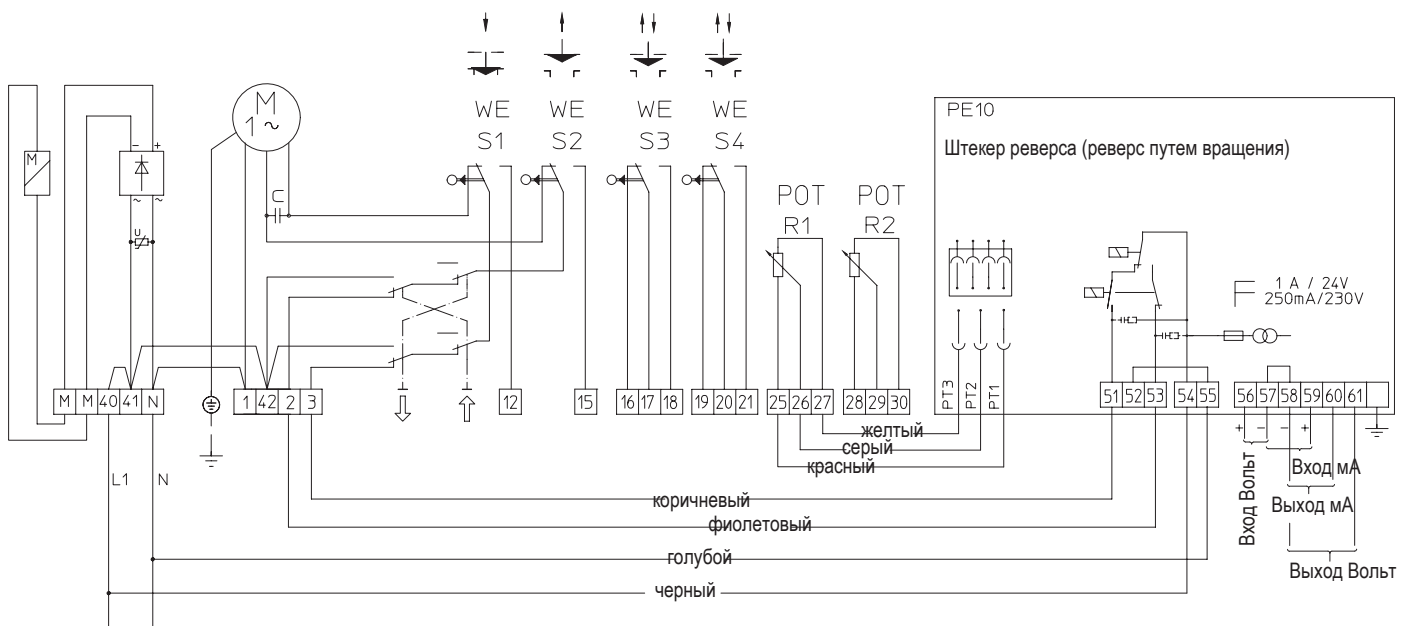 M
1 ~
WE
S1
WE
S2
WE
S3
WE
S4
PE10
Штекер реверса (реверс путем вращения)
M
- +
~ ~
U
C
POT
R1
POT
R2
F 1 A / 24V
250mA/230V
M M 40 41 N
1 42 2 3
12
15
16 17 18
19 20 21
25 26 27
28 29 30
PT3
PT2
PT1
51 52 53 54 55
56 57 58 59 60 61
+ - - +
желтый
серый
красный
L1
N
коричневый
фиолетовый
голубой
черный
Вход Вольт
Вход мА
Выход мА
Выход Вольт